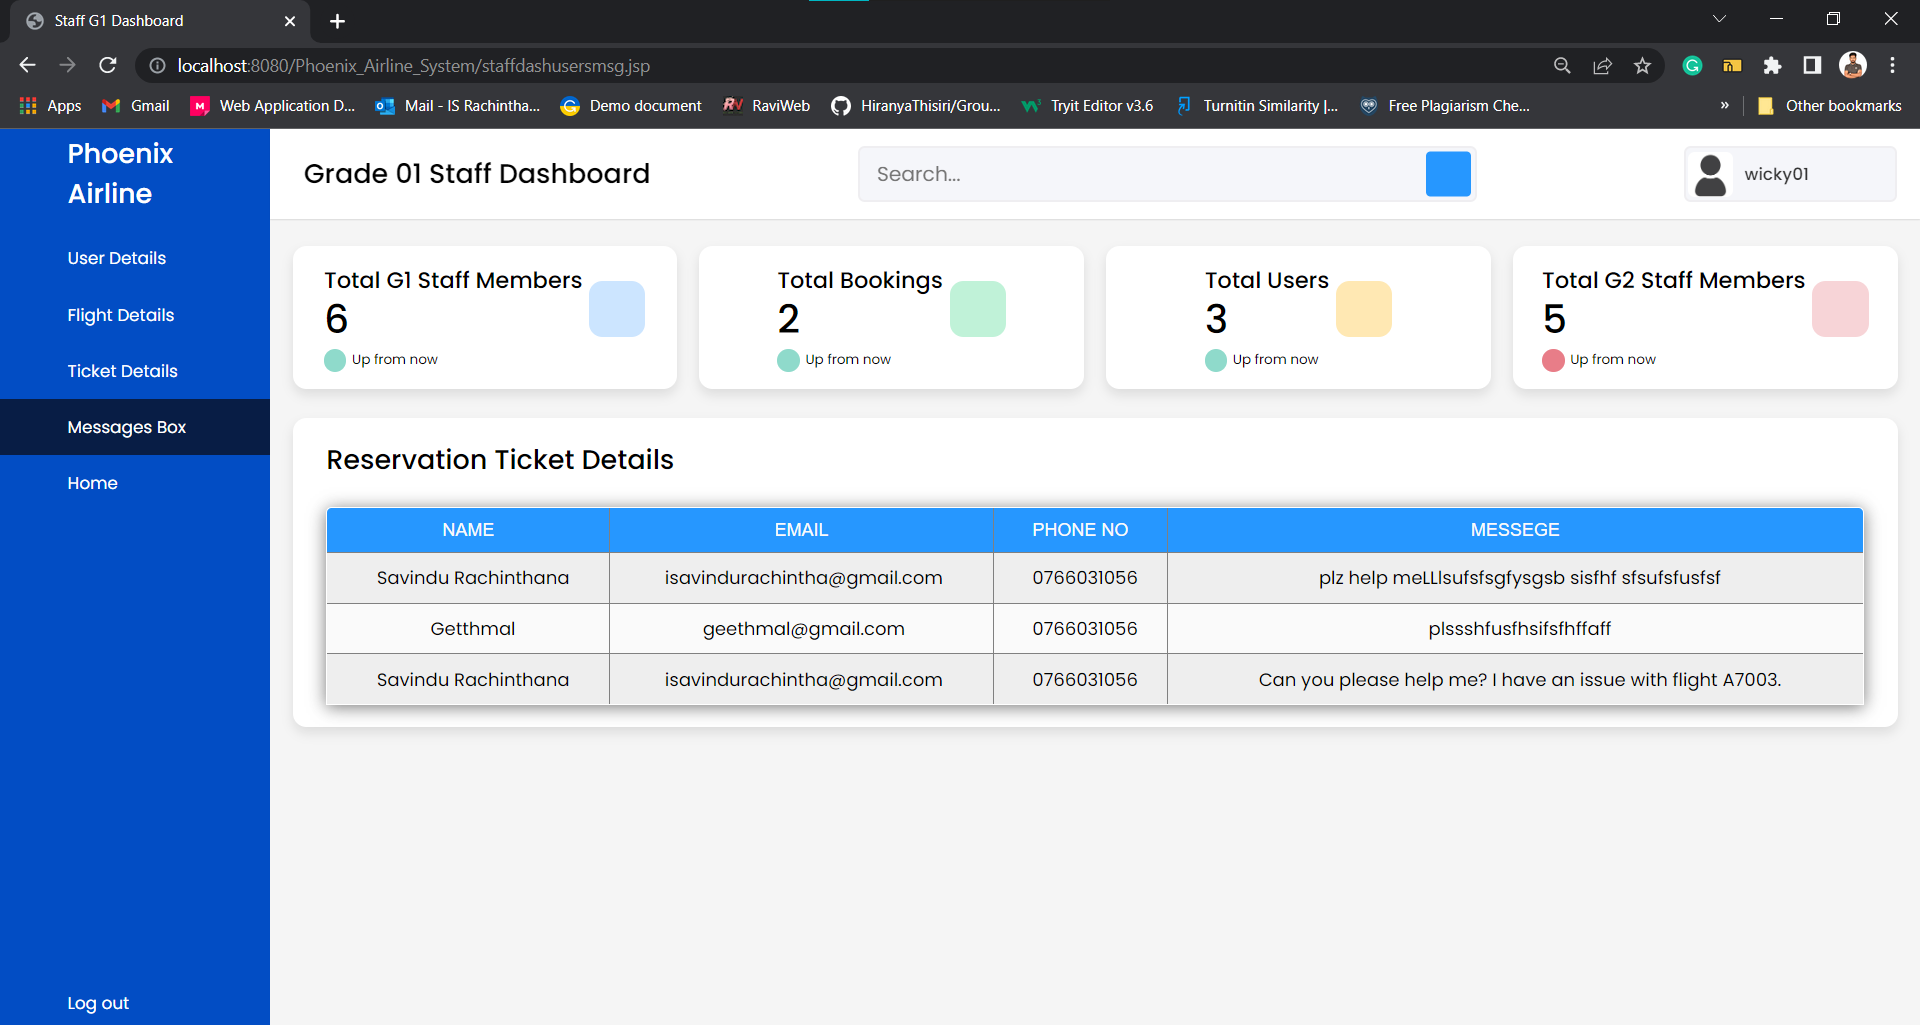 Staff G1 Dashboard
localhost:8080/Phoenix_Airline_System/staffdashusersmsg.jsp
Apps Gmail Web Application D... Mail - IS Rachintha... Demo document RaviWeb HiranyaThisiri/Grou... Tryit Editor v3.6 Turnitin Similarity |... Free Plagiarism Che... » Other bookmarks
Phoenix
Airline
User Details
Flight Details
Ticket Details
Messages Box
Home
Log out
Grade 01 Staff Dashboard
Search...
wicky01
Total G1 Staff Members
6
Up from now
Total Bookings
2
Up from now
Total Users
3
Up from now
Total G2 Staff Members
5
Up from now
Reservation Ticket Details
NAME EMAIL PHONE NO MESSEGE
Savindu Rachinthana isavindurachintha@gmail.com 0766031056 plz help meLLlsufsfsgfysgsb sisfhf sfsufsfusfsf
Getthmal geethmal@gmail.com 0766031056 plssshfusfhsifsfhffaff
Savindu Rachinthana isavindurachintha@gmail.com 0766031056 Can you please help me? I have an issue with flight A7003.